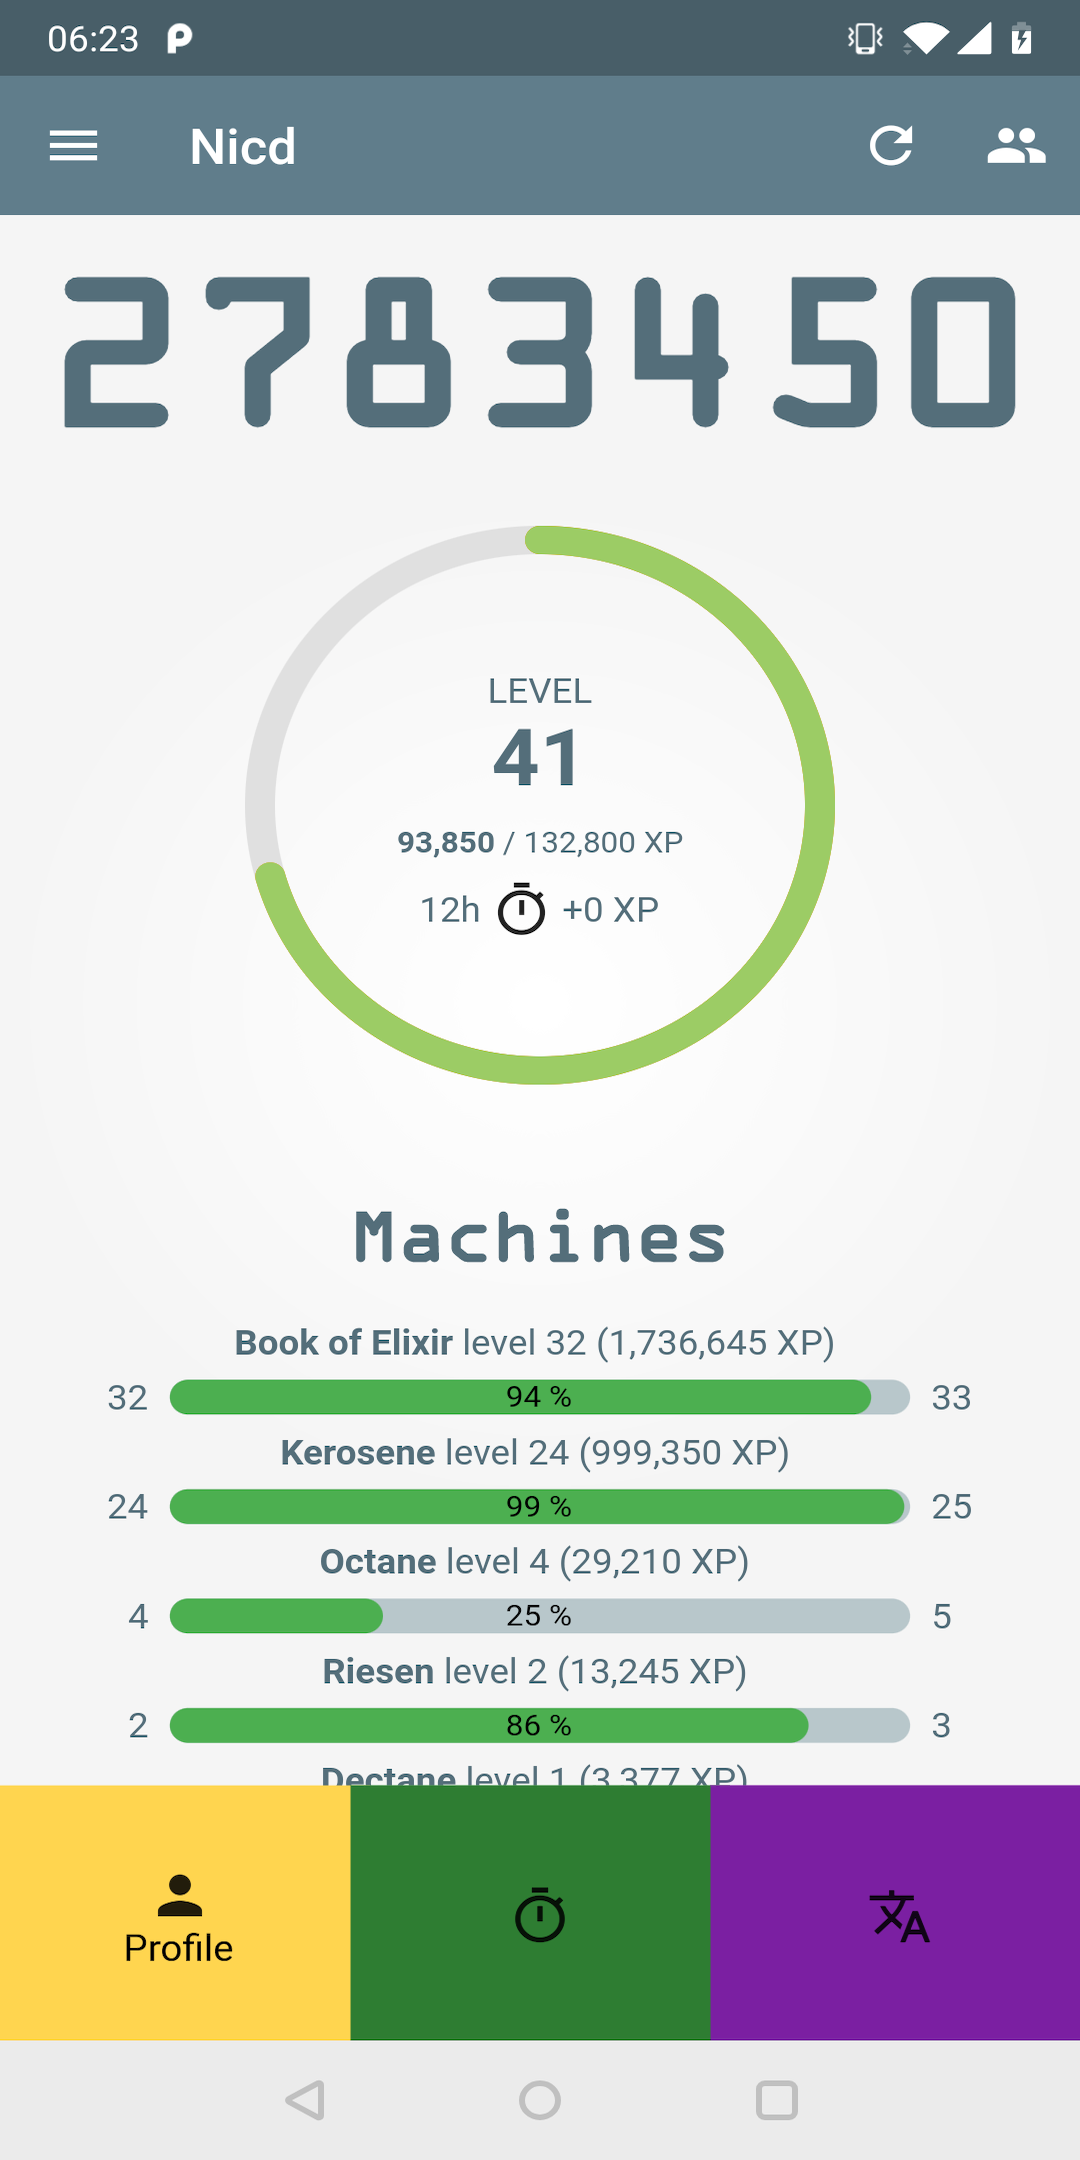 06:23
Nicd
2783450
LEVEL
41
93,850 / 132,800 XP
12h +0 XP
Machines
Book of Elixir level 32 (1,736,645 XP)
32 94 % 33
Kerosene level 24 (999,350 XP)
24 99 % 25
Octane level 4 (29,210 XP)
4 25 % 5
Riesen level 2 (13,245 XP)
2 86 % 3
Dectane level 1 (3,377 XP)
Profile